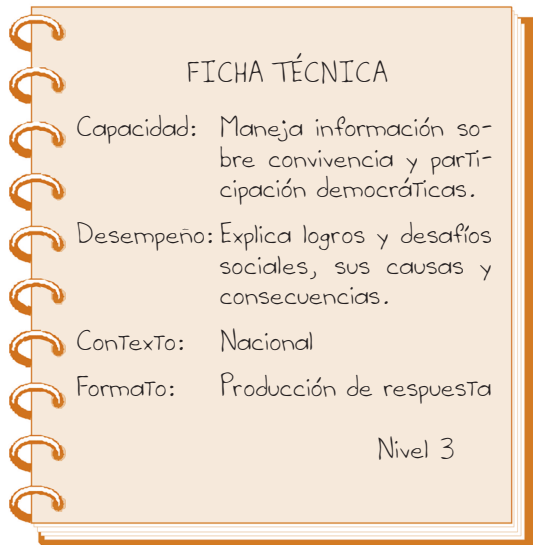 FICHA TÉCNICA
Capacidad: Maneja información so-
bre convivencia y parti-
cipación democráticas.
Desempeño: Explica logros y desafíos
sociales, sus causas y
consecuencias.
Contexto: Nacional
Formato: Producción de respuesta
Nivel 3